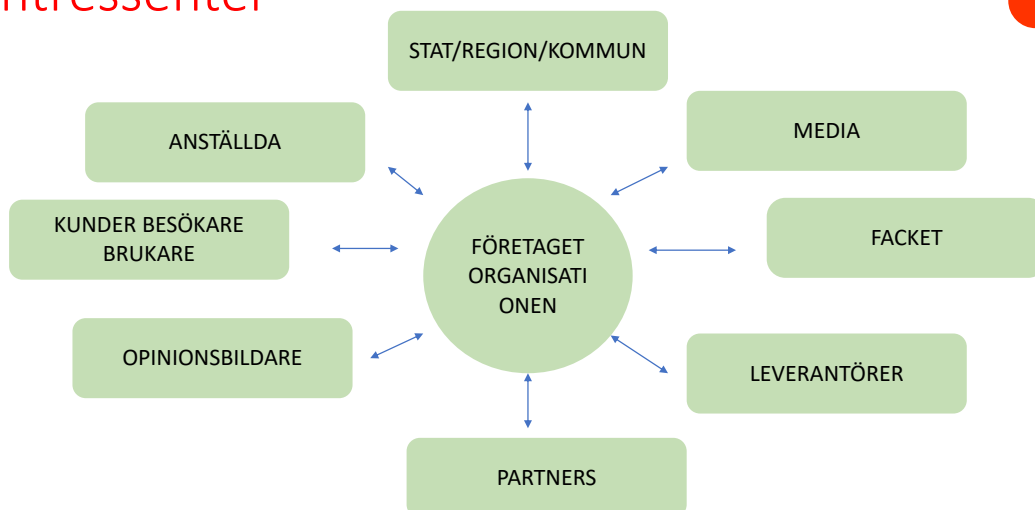 ntressenter
STAT/REGION/KOMMUN
ANSTÄLLDA
MEDIA
KUNDER BESÖKARE
BRUKARE
FÖRETAGET
ORGANISATI
ONEN
FACKET
OPINIONSBILDARE
LEVERANTÖRER
PARTNERS